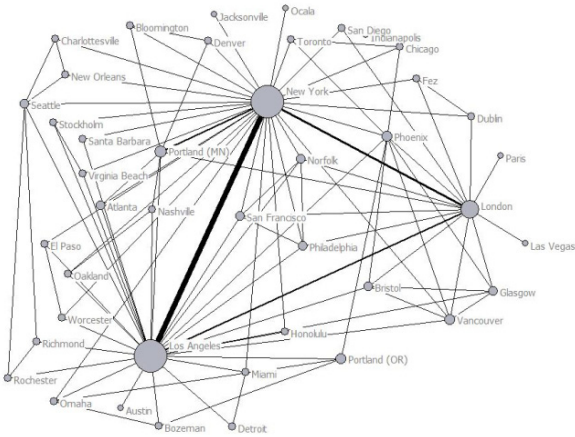 Jacksonville
Ocala
Bloomington
San Diego
Indianapolis
Charlottesville
Denver
Toronto
Chicago
New Orleans
Fez
New York
Seattle
Dublin
Stockholm
Phoenix
Santa Barbara
Portland (MN)
Norfolk
Paris
Virginia Beach
Atlanta
Nashville
San Francisco
London
El Paso
Philadelphia
Las Vegas
Oakland
Bristol
Glasgow
Worcester
Vancouver
Honolulu
Richmond
Los Angeles
Portland (OR)
Rochester
Miami
Omaha
Austin
Bozeman
Detroit